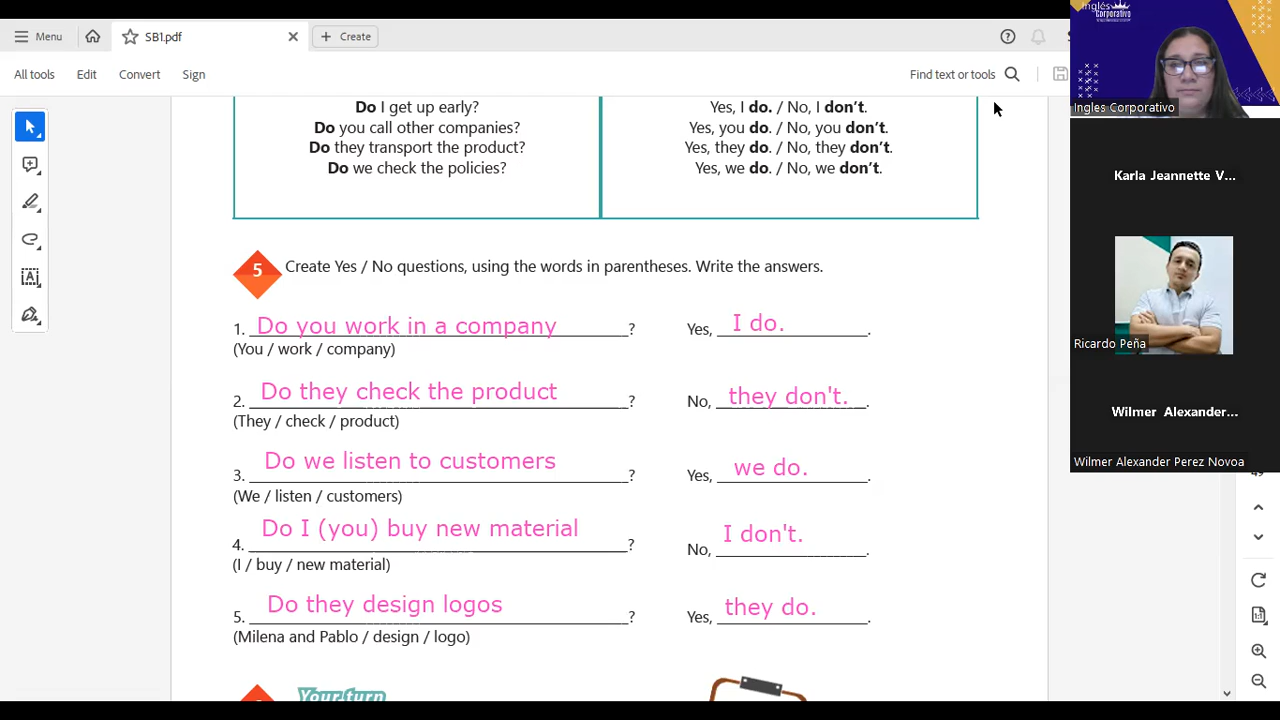 Menu
SB1.pdf
Create
All tools
Edit
Convert
Sign
Find text or tools
Inglés
corporativo
Ingles Corporativo
Do I get up early?
Yes, I do. / No, I don't.
Do you call other companies?
Yes, you do. / No, you don't.
Do they transport the product?
Yes, they do. / No, they don't.
Do we check the policies?
Yes, we do. / No, we don't.
Karla Jeannette V...
Ricardo Peña
Wilmer Alexander...
Wilmer Alexander Perez Novoa
5 Create Yes / No questions, using the words in parentheses. Write the answers.
1. Do you work in a company ? Yes, I do. .
(You / work / company)
2. Do they check the product ? No, they don't. .
(They / check / product)
3. Do we listen to customers ? Yes, we do. .
(We / listen / customers)
4. Do I (you) buy new material ? No, I don't. .
(I / buy / new material)
5. Do they design logos ? Yes, they do. .
(Milena and Pablo / design / logo)
Your turn